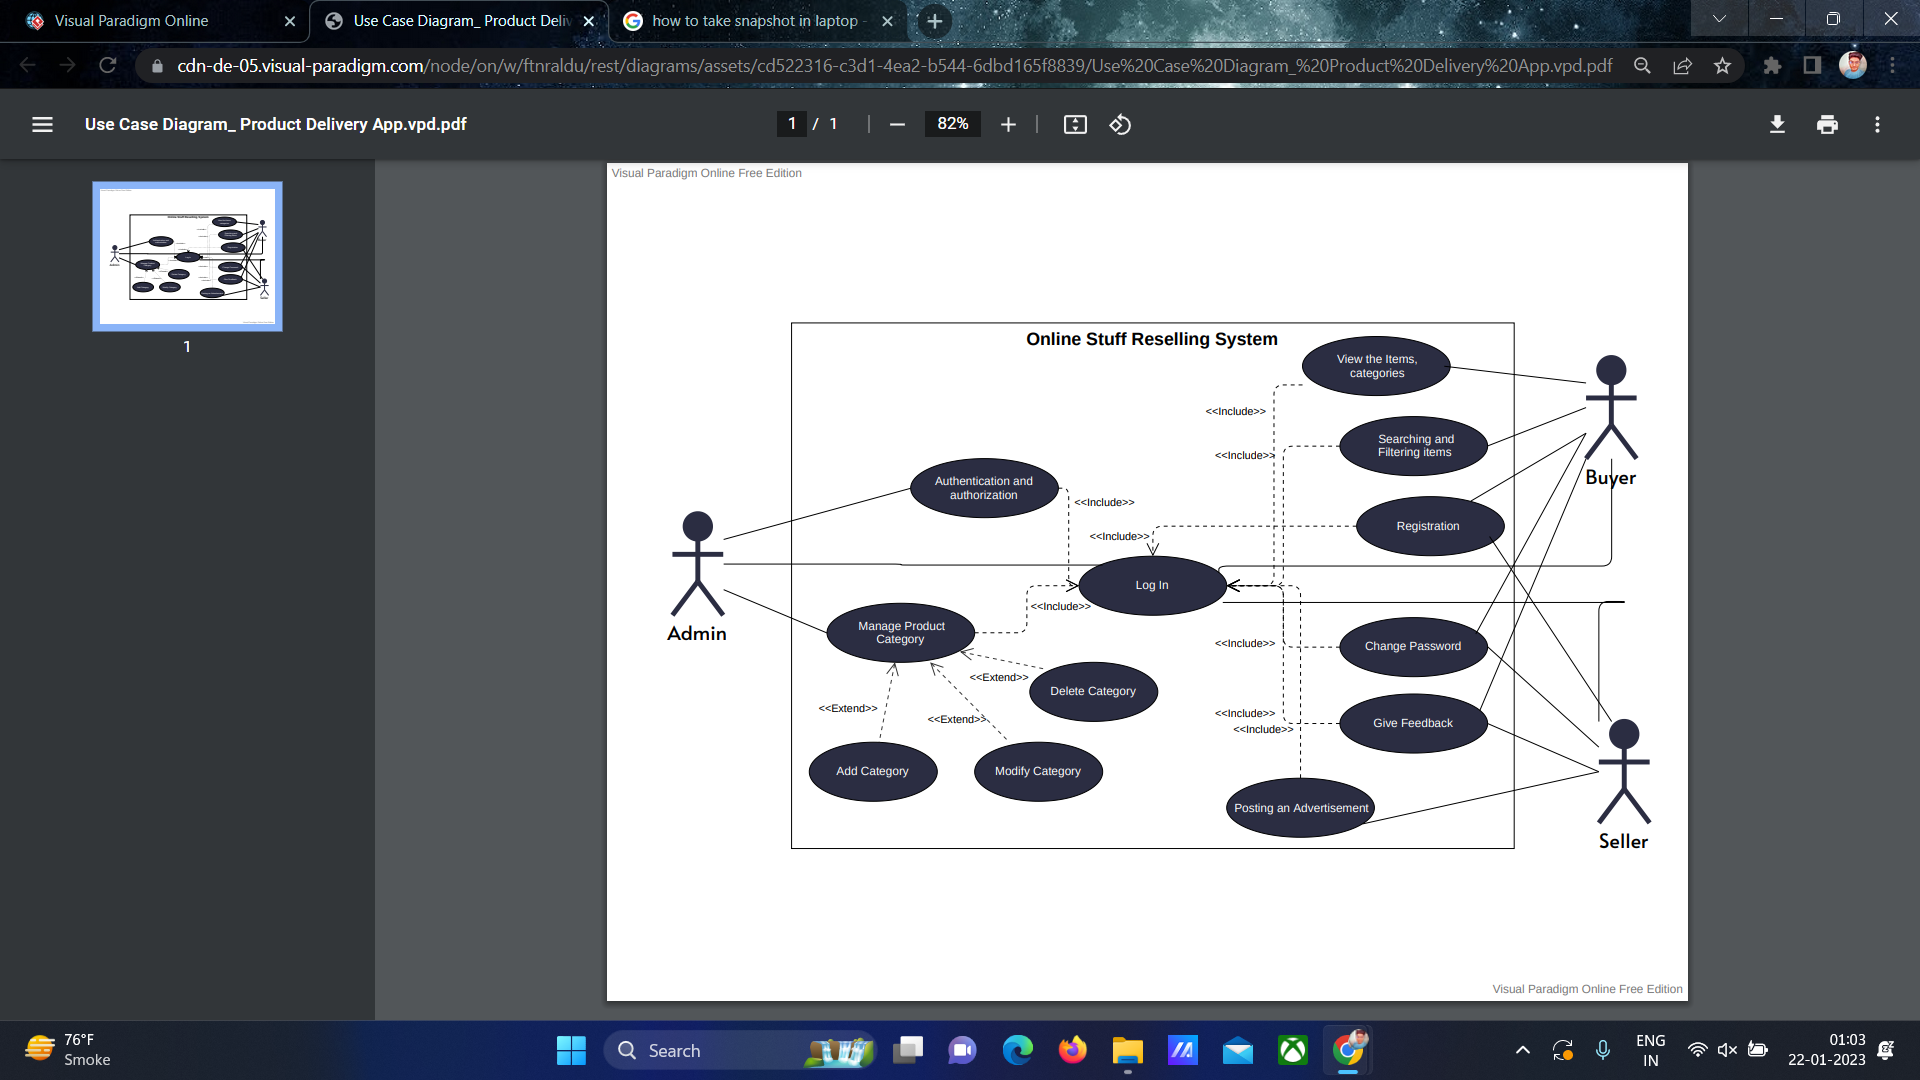 Visual Paradigm Online
Use Case Diagram_ Product Deliv
how to take snapshot in laptop -
cdn-de-05.visual-paradigm.com/node/on/w/ftnraldu/rest/diagrams/assets/cd522316-c3d1-4ea2-b544-6dbd165f8839/Use%20Case%20Diagram_%20Product%20Delivery%20App.vpd.pdf
Use Case Diagram_ Product Delivery App.vpd.pdf
1 / 1
82%
1
Visual Paradigm Online Free Edition
Online Stuff Reselling System
View the Items,
categories
<<Include>>
Searching and
Filtering items
<<Include>>
Buyer
Authentication and
authorization
<<Include>>
Registration
<<Include>>
Log In
<<Include>>
Admin
Manage Product
Category
<<Include>>
Change Password
<<Extend>>
Delete Category
<<Extend>>
<<Extend>>
<<Include>>
<<Include>>
Give Feedback
Add Category
Modify Category
Posting an Advertisement
Seller
Visual Paradigm Online Free Edition
76°F
Smoke
Search
ENG
IN
01:03
22-01-2023